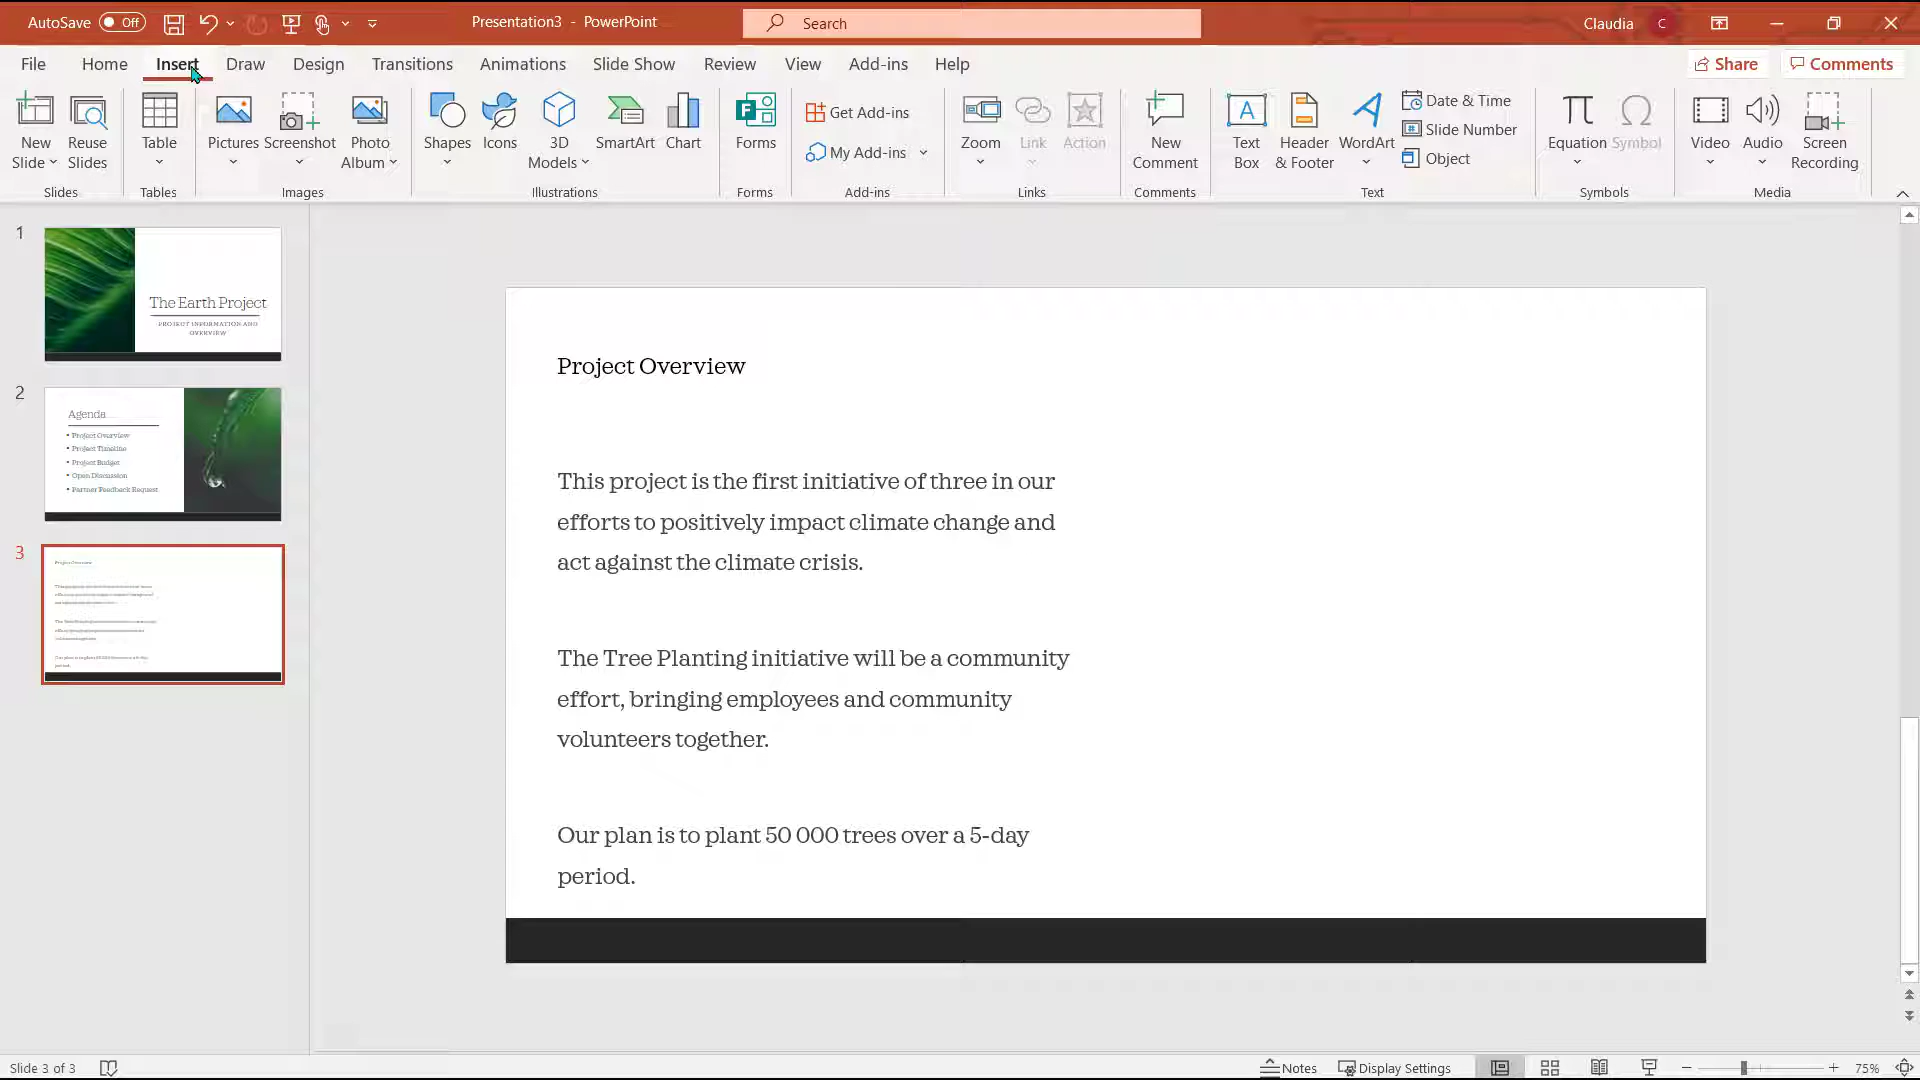 AutoSave Off
Presentation3 - PowerPoint
Search
Claudia C
File Home Insert Draw Design Transitions Animations Slide Show Review View Add-ins Help
Share Comments
New Slide
Reuse Slides
Slides
Table
Tables
Pictures
Screenshot
Photo Album
Images
Shapes
Icons
3D Models
SmartArt
Chart
Illustrations
Forms
Forms
Get Add-ins
My Add-ins
Add-ins
Zoom
Link
Action
Links
New Comment
Comments
Text Box
Header & Footer
WordArt
Date & Time
Slide Number
Object
Text
Equation
Symbol
Symbols
Video
Audio
Screen Recording
Media
1
The Earth Project
PROJECT INFORMATION AND
OVERVIEW
2
Agenda
• Project Overview
• Project Timeline
• Project Budget
• Open Discussion
• Partner Feedback Request
3
Project Overview
Project Overview
This project is the first initiative of three in our
efforts to positively impact climate change and
act against the climate crisis.
The Tree Planting initiative will be a community
effort, bringing employees and community
volunteers together.
Our plan is to plant 50 000 trees over a 5-day
period.
Slide 3 of 3
Notes
Display Settings
75%